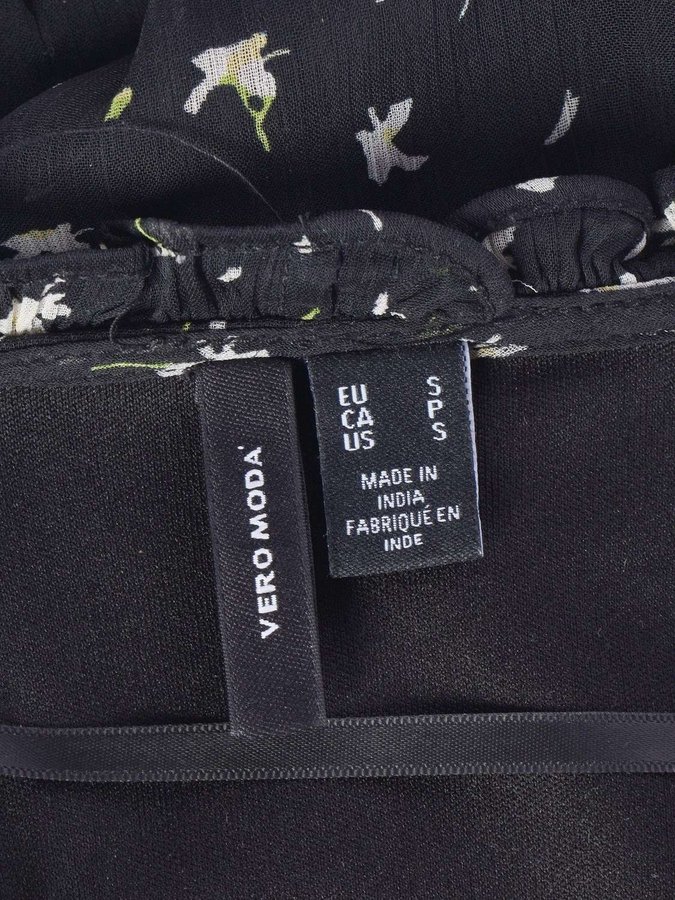 VERO MODA
EU S
CA P
US S
MADE IN
INDIA
FABRIQUÉ EN
INDE